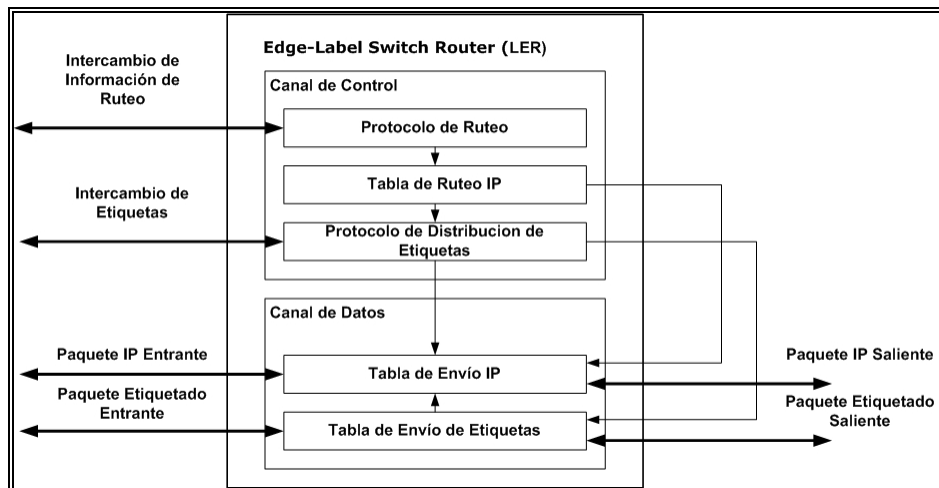 Edge-Label Switch Router (LER)
Intercambio de
Información de
Ruteo
Canal de Control
Protocolo de Ruteo
Tabla de Ruteo IP
Intercambio de
Etiquetas
Protocolo de Distribucion de
Etiquetas
Canal de Datos
Paquete IP Entrante
Tabla de Envío IP
Paquete IP Saliente
Paquete Etiquetado
Entrante
Tabla de Envío de Etiquetas
Paquete Etiquetado
Saliente